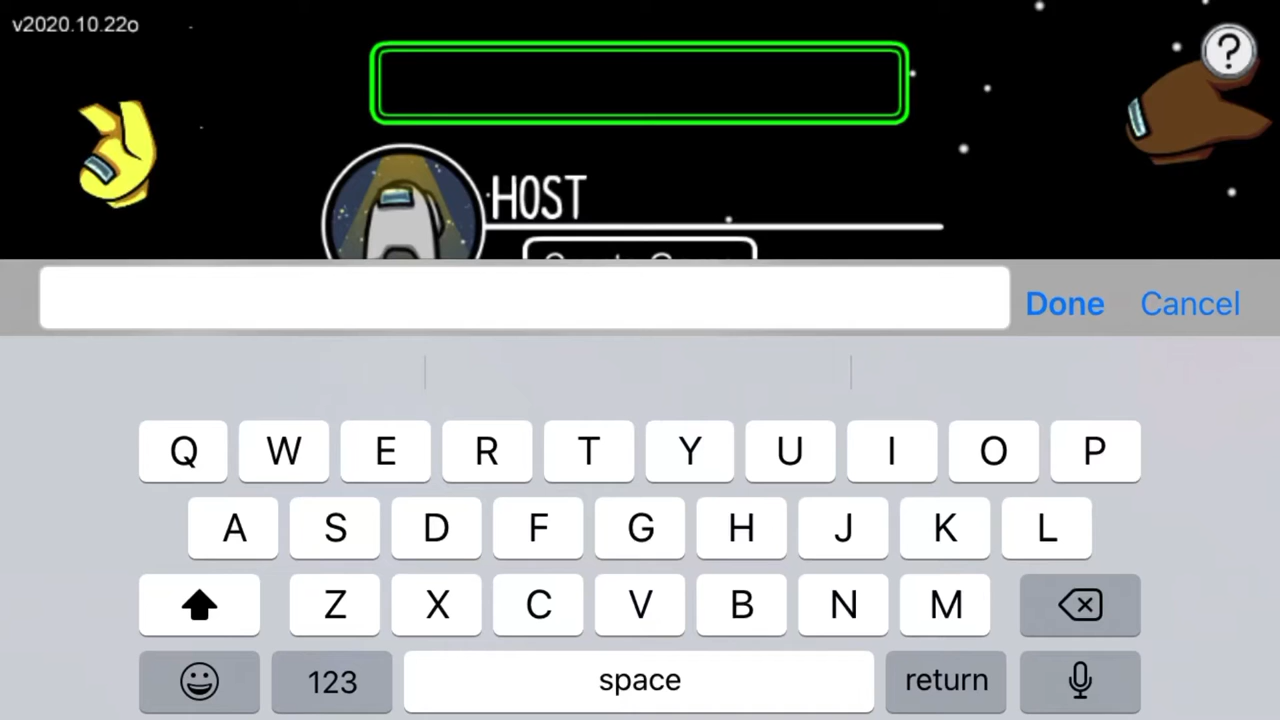 v2020.10.22o
?
HOST
Done Cancel
Q W E R T Y U I O P
A S D F G H J K L
Z X C V B N M
123 space return